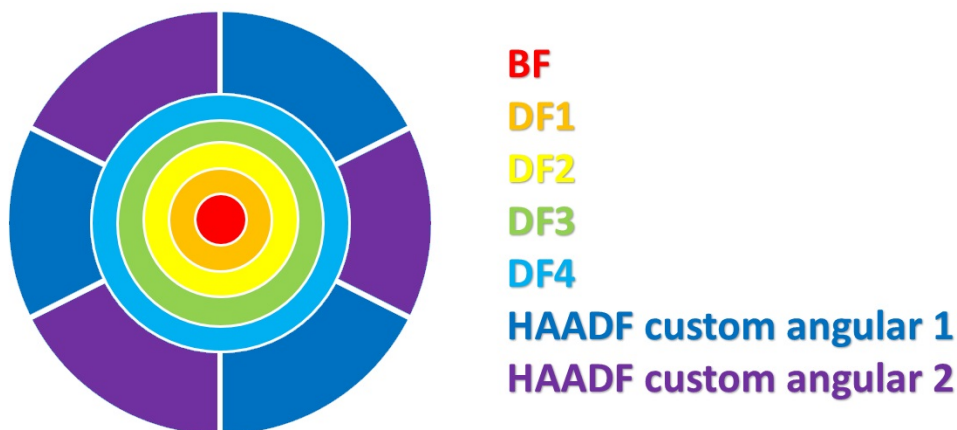 BF
DF1
DF2
DF3
DF4
HAADF custom angular 1
HAADF custom angular 2